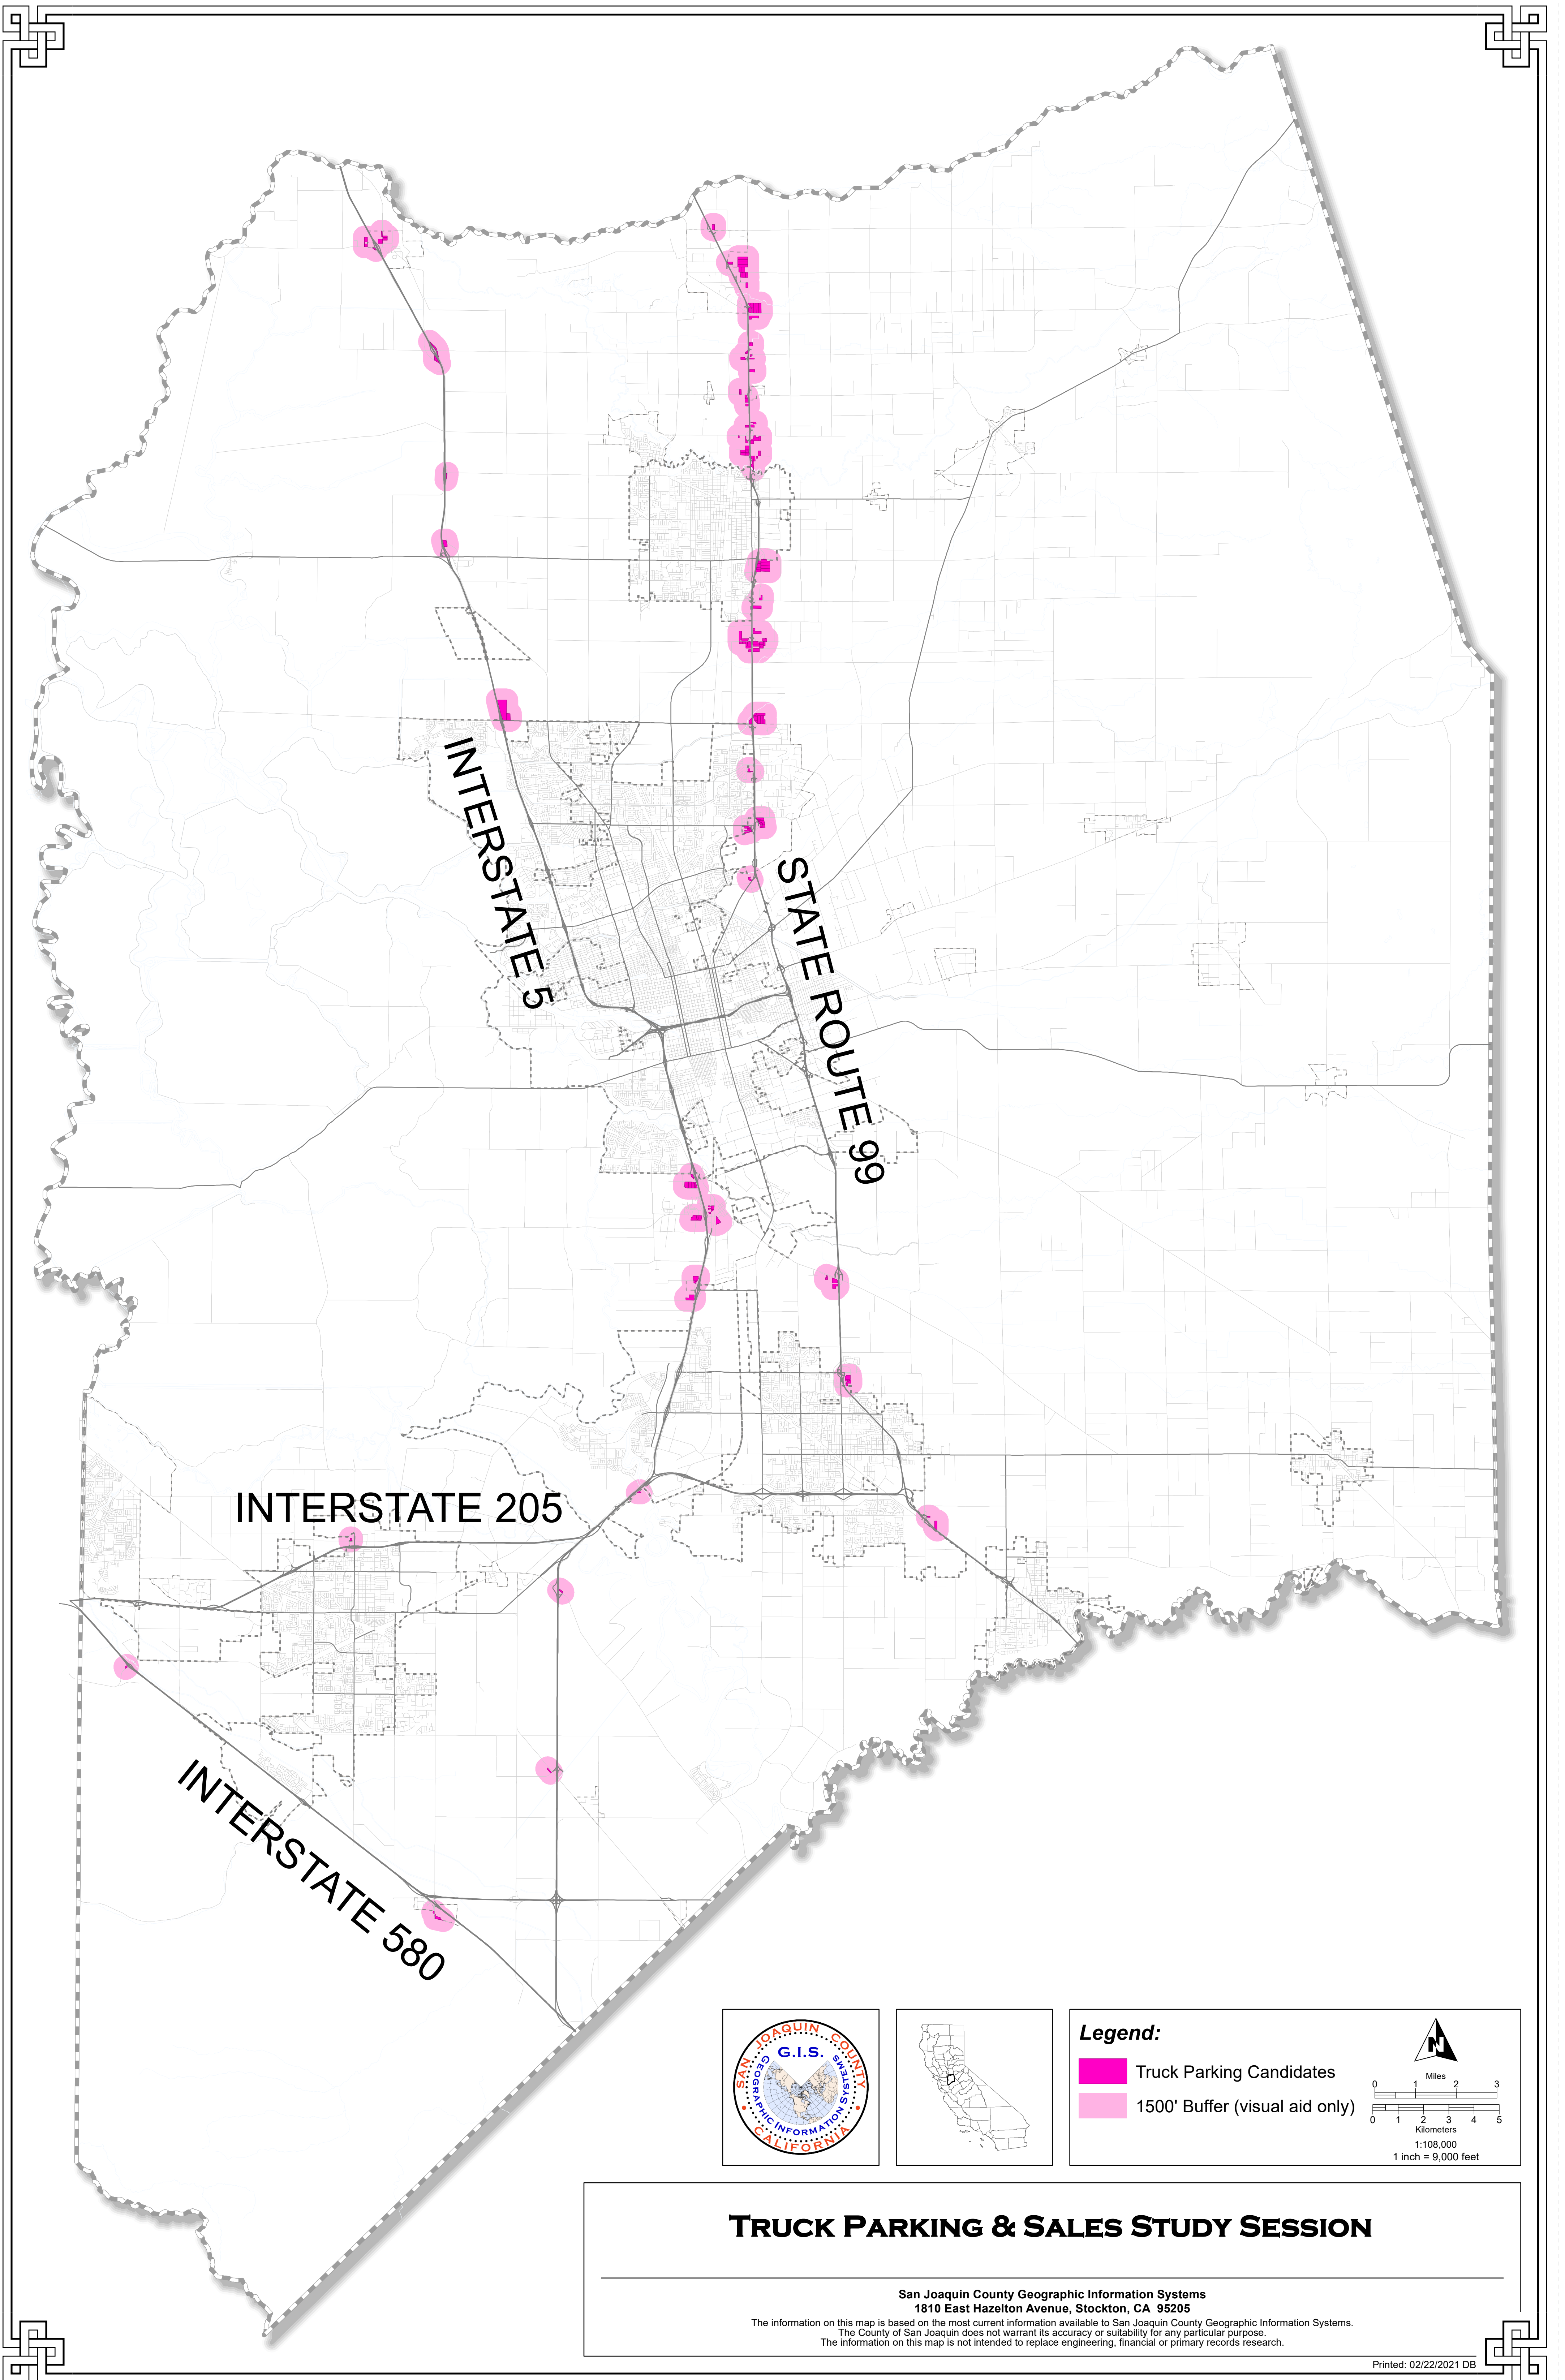 INTERSTATE 5
STATE ROUTE 99
INTERSTATE 205
INTERSTATE 580
SAN JOAQUIN COUNTY
G.I.S.
GEOGRAPHIC INFORMATION SYSTEMS
• CALIFORNIA •
Legend:
Truck Parking Candidates
1500' Buffer (visual aid only)
N
Miles
0 1 2 3
0 1 2 3 4 5
Kilometers
1:108,000
1 inch = 9,000 feet
TRUCK PARKING & SALES STUDY SESSION
San Joaquin County Geographic Information Systems
1810 East Hazelton Avenue, Stockton, CA 95205
The information on this map is based on the most current information available to San Joaquin County Geographic Information Systems.
The County of San Joaquin does not warrant its accuracy or suitability for any particular purpose.
The information on this map is not intended to replace engineering, financial or primary records research.
Printed: 02/22/2021 DB